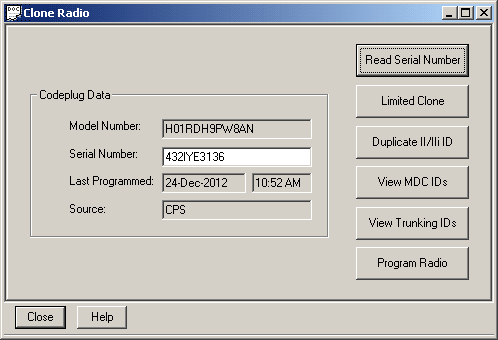 Clone Radio
Read Serial Number
Codeplug Data
Limited Clone
Model Number: H01RDH9PW8AN
Duplicate II/IIi ID
Serial Number: 432IYE3136
Last Programmed: 24-Dec-2012 10:52 AM
View MDC IDs
Source: CPS
View Trunking IDs
Program Radio
Close Help